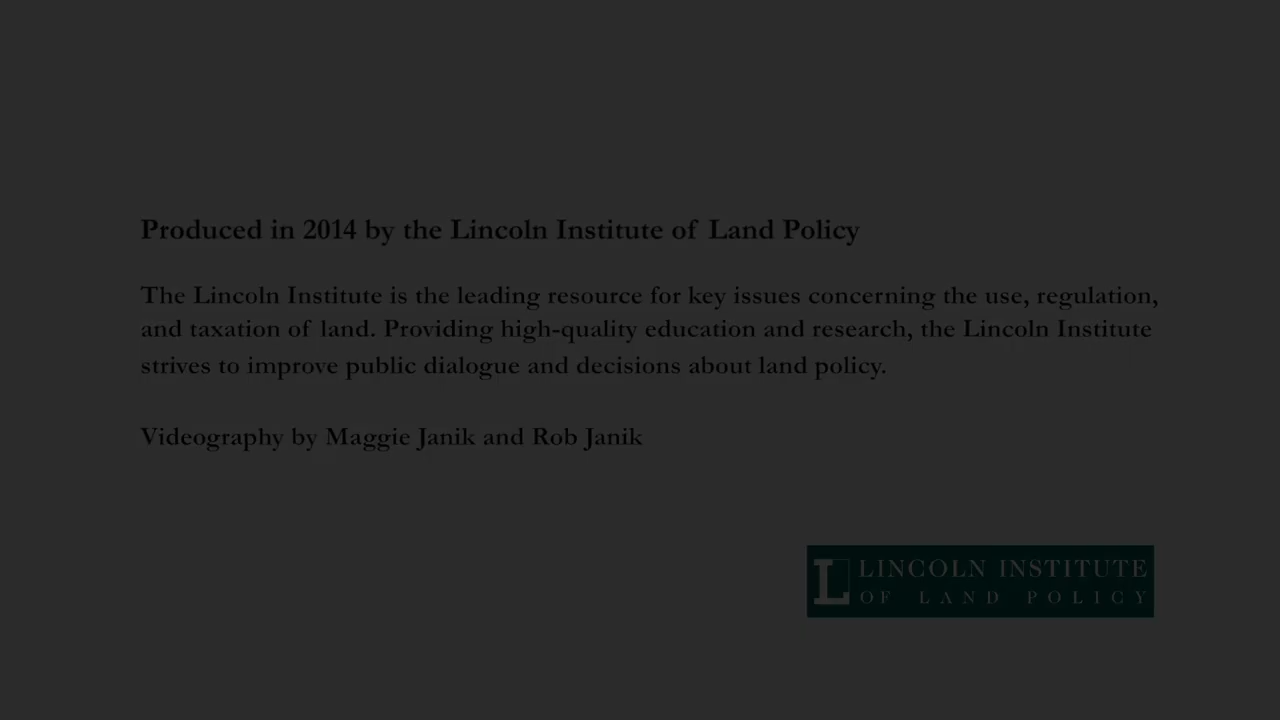 Produced in 2014 by the Lincoln Institute of Land Policy
The Lincoln Institute is the leading resource for key issues concerning the use, regulation,
and taxation of land. Providing high-quality education and research, the Lincoln Institute
strives to improve public dialogue and decisions about land policy.
Videography by Maggie Janik and Rob Janik
L LINCOLN INSTITUTE
OF LAND POLICY